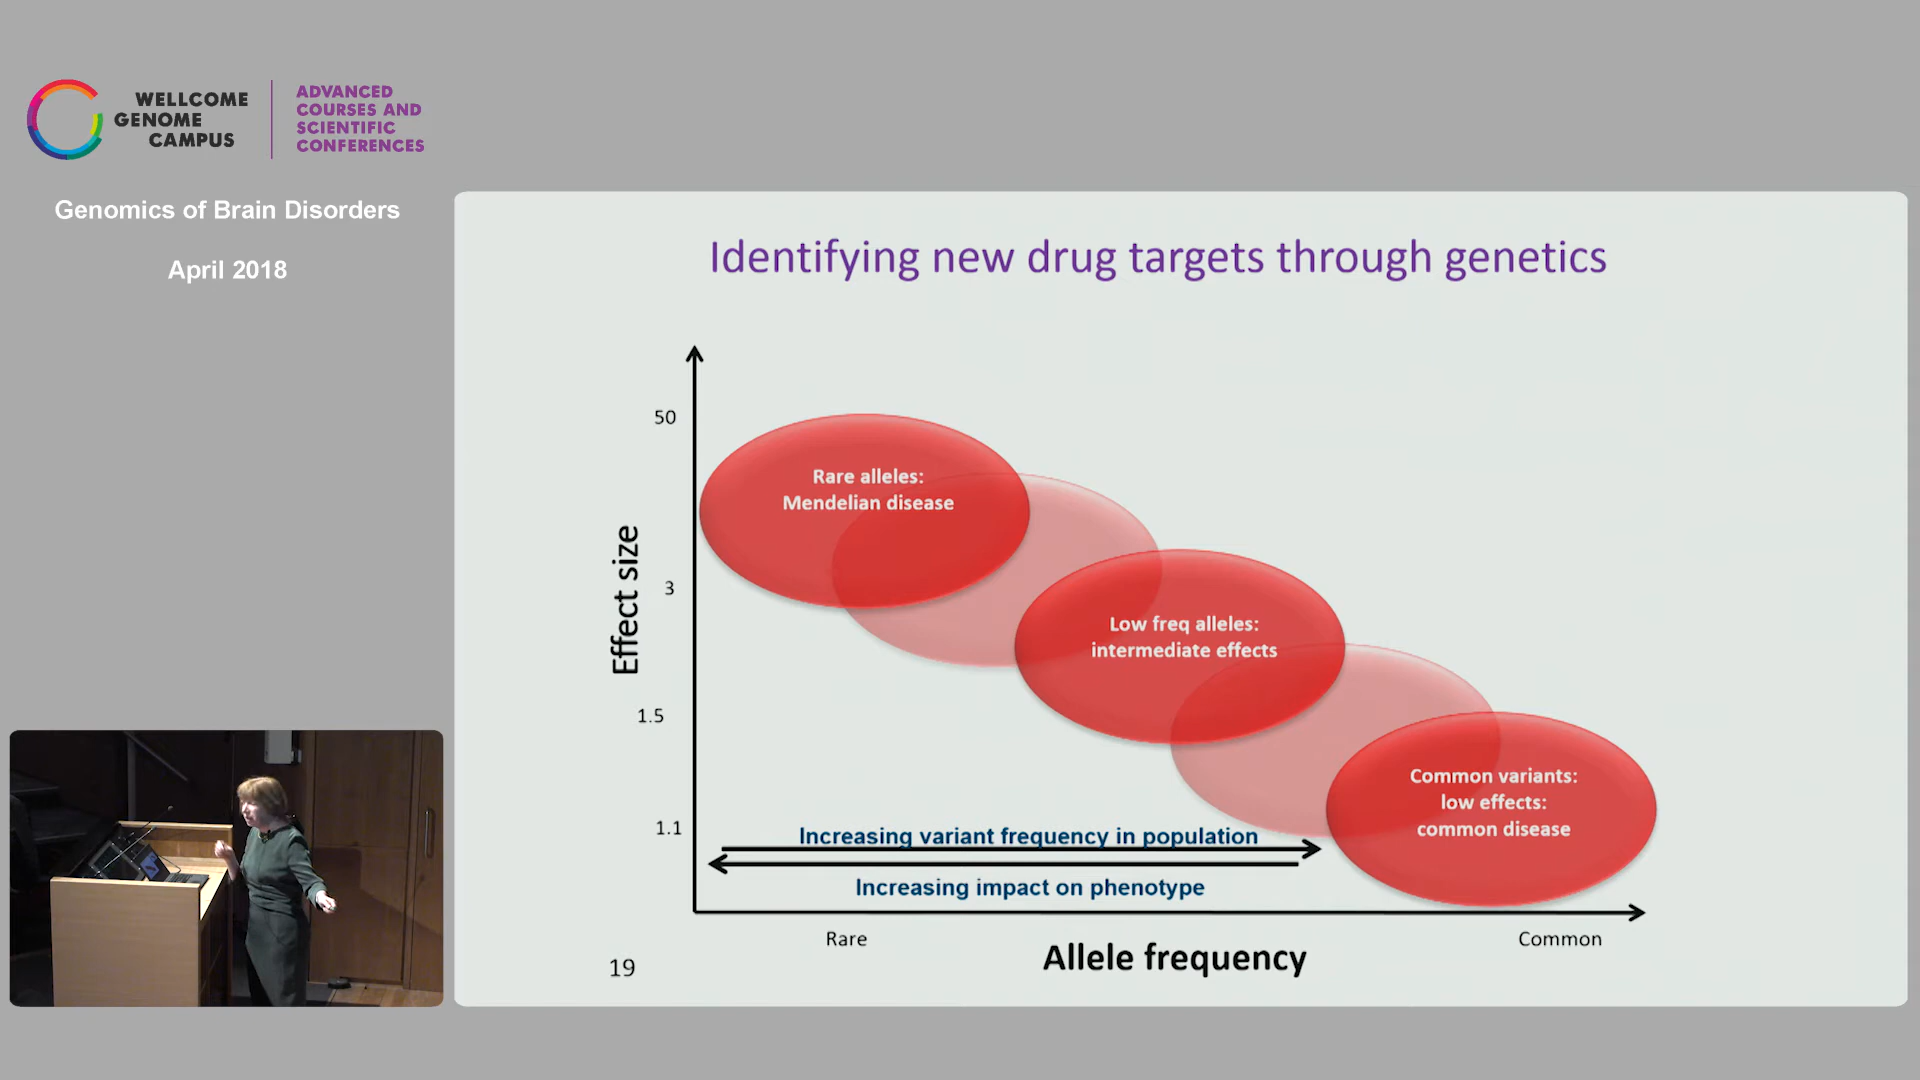 WELLCOME
GENOME
CAMPUS
ADVANCED
COURSES AND
SCIENTIFIC
CONFERENCES
Genomics of Brain Disorders
April 2018
Identifying new drug targets through genetics
50
3
1.5
1.1
Effect size
Rare alleles:
Mendelian disease
Low freq alleles:
intermediate effects
Common variants:
low effects:
common disease
Increasing variant frequency in population
Increasing impact on phenotype
Rare
Common
Allele frequency
19